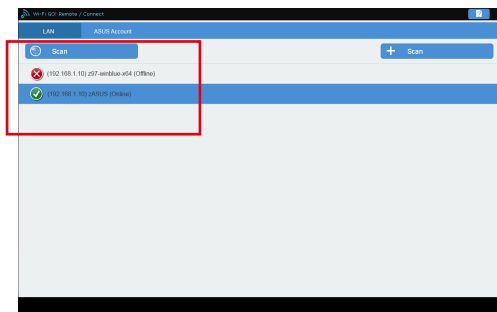 Wi-Fi GO! Remote / Connect
LAN ASUS Account
Scan Scan
(192.168.1.10) z97-winblue-x64 (Offline)
(192.168.1.10) zASUS (Online)